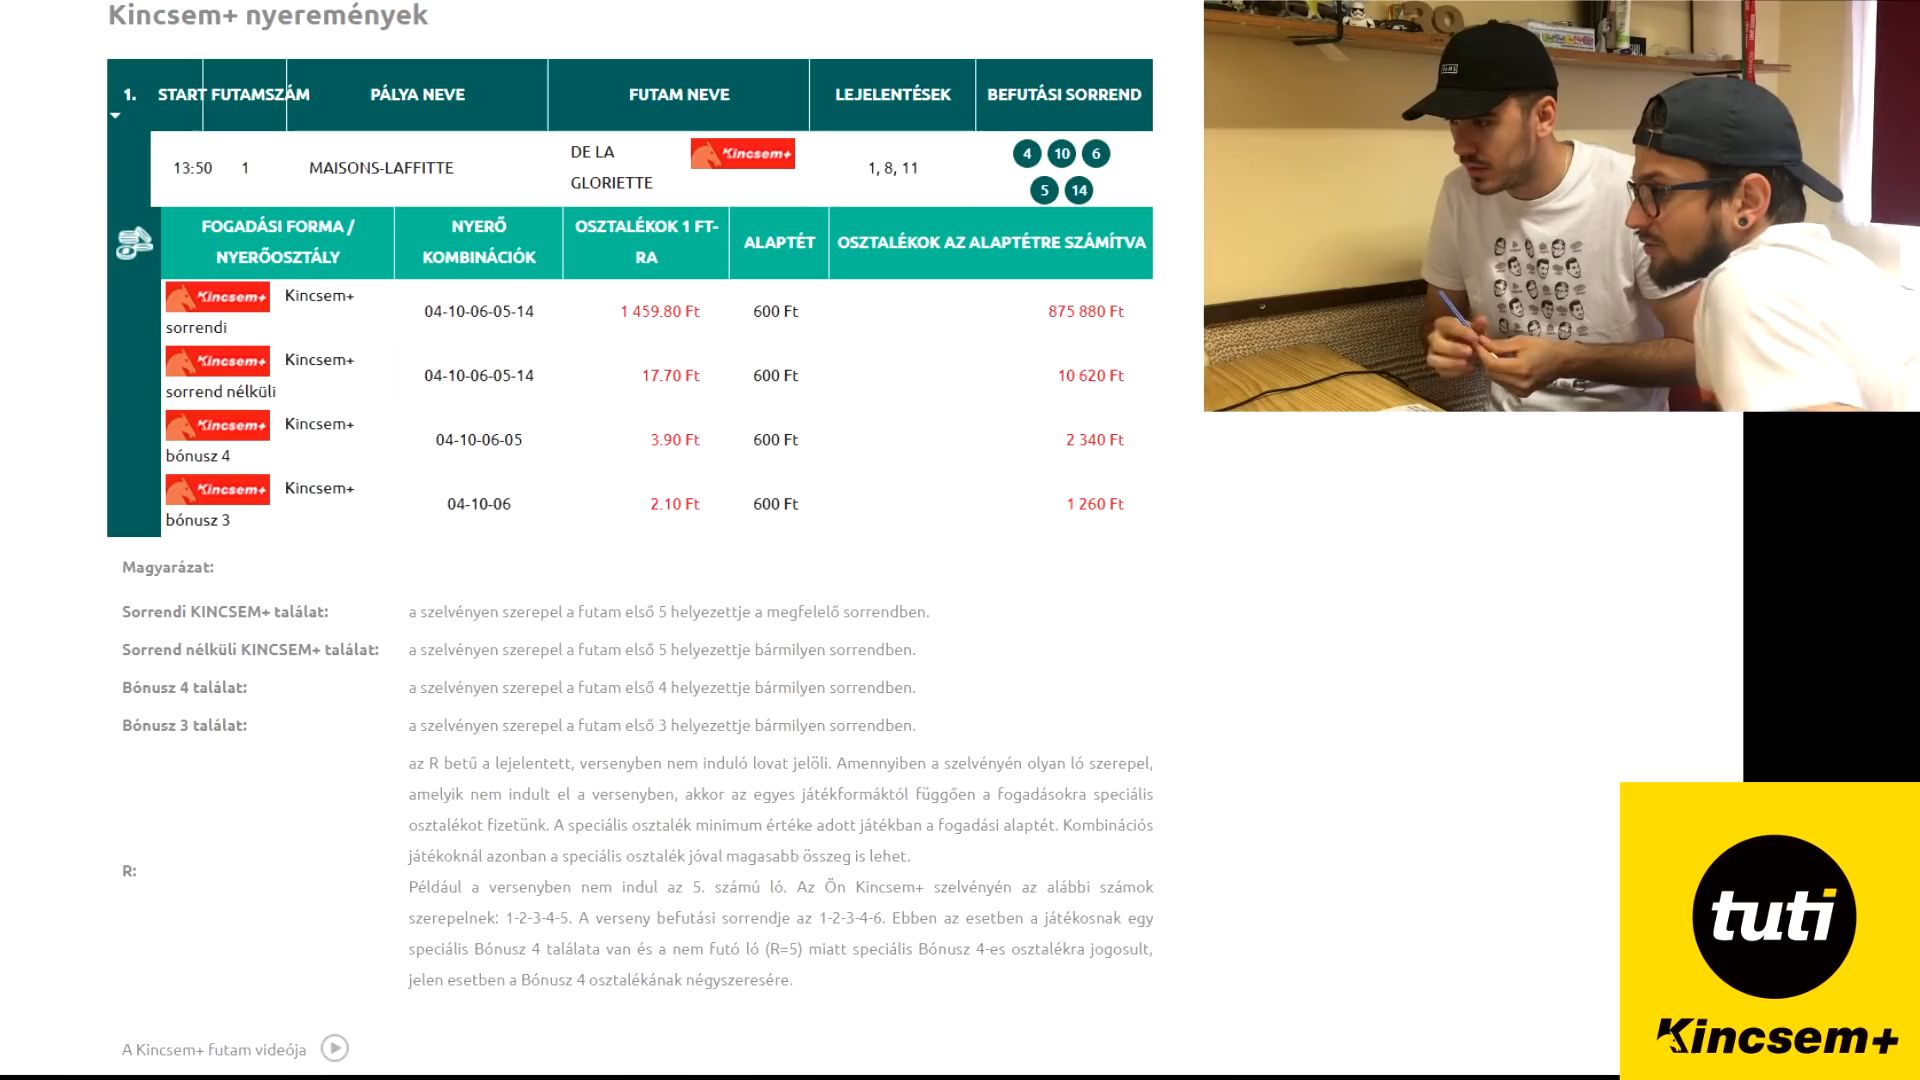 Kincsem+ nyeremények
1. START FUTAMSZÁM PÁLYA NEVE FUTAM NEVE LEJELENTÉSEK BEFUTÁSI SORREND
13:50 1 MAISONS-LAFFITTE DE LA GLORIETTE Kincsem+ 1, 8, 11 4 10 6
5 14
FOGADÁSI FORMA / NYERŐOSZTÁLY NYERŐ KOMBINÁCIÓK OSZTALÉKOK 1 FT-RA ALAPTÉT OSZTALÉKOK AZ ALAPTÉTRE SZÁMÍTVA
Kincsem+ Kincsem+ sorrendi 04-10-06-05-14 1 459.80 Ft 600 Ft 875 880 Ft
Kincsem+ Kincsem+ sorrend nélküli 04-10-06-05-14 17.70 Ft 600 Ft 10 620 Ft
Kincsem+ Kincsem+ bónusz 4 04-10-06-05 3.90 Ft 600 Ft 2 340 Ft
Kincsem+ Kincsem+ bónusz 3 04-10-06 2.10 Ft 600 Ft 1 260 Ft
Magyarázat:
Sorrendi KINCSEM+ találat: a szelvényen szerepel a futam első 5 helyezettje a megfelelő sorrendben.
Sorrend nélküli KINCSEM+ találat: a szelvényen szerepel a futam első 5 helyezettje bármilyen sorrendben.
Bónusz 4 találat: a szelvényen szerepel a futam első 4 helyezettje bármilyen sorrendben.
Bónusz 3 találat: a szelvényen szerepel a futam első 3 helyezettje bármilyen sorrendben.
R:
az R betű a lejelentett, versenyben nem induló lovat jelöli. Amennyiben a szelvényén olyan ló szerepel,
amelyik nem indult el a versenyben, akkor az egyes játékformáktól függően a fogadásokra speciális
osztalékot fizetünk. A speciális osztalék minimum értéke adott játékban a fogadási alaptét. Kombinációs
játékoknál azonban a speciális osztalék jóval magasabb összeg is lehet.
Például a versenyben nem indul az 5. számú ló. Az Ön Kincsem+ szelvényén az alábbi számok
szerepelnek: 1-2-3-4-5. A verseny befutási sorrendje az 1-2-3-4-6. Ebben az esetben a játékosnak egy
speciális Bónusz 4 találata van és a nem futó ló (R=5) miatt speciális Bónusz 4-es osztalékra jogosult,
jelen esetben a Bónusz 4 osztalékának négyszeresére.
A Kincsem+ futam videója
tuti
Kincsem+